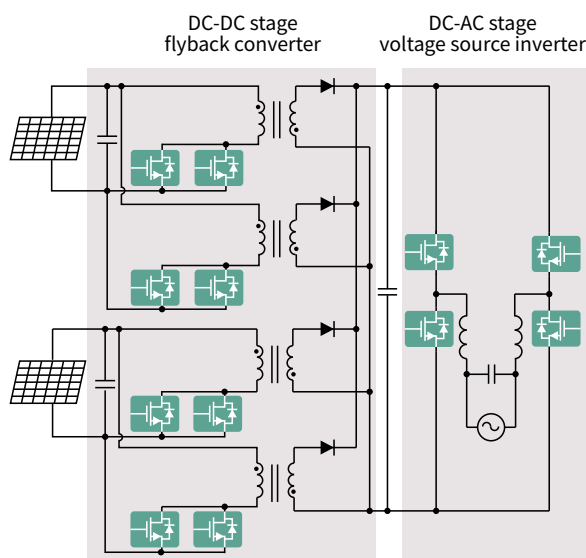 DC-DC stage
flyback converter
DC-AC stage
voltage source inverter